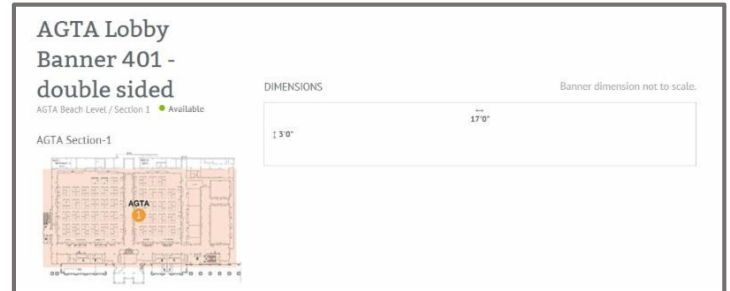 AGTA Lobby
Banner 401 -
double sided
AGTA Beach Level / Section 1 Available
AGTA Section-1
AGTA
1
DIMENSIONS
Banner dimension not to scale.
17'0"
3'0"